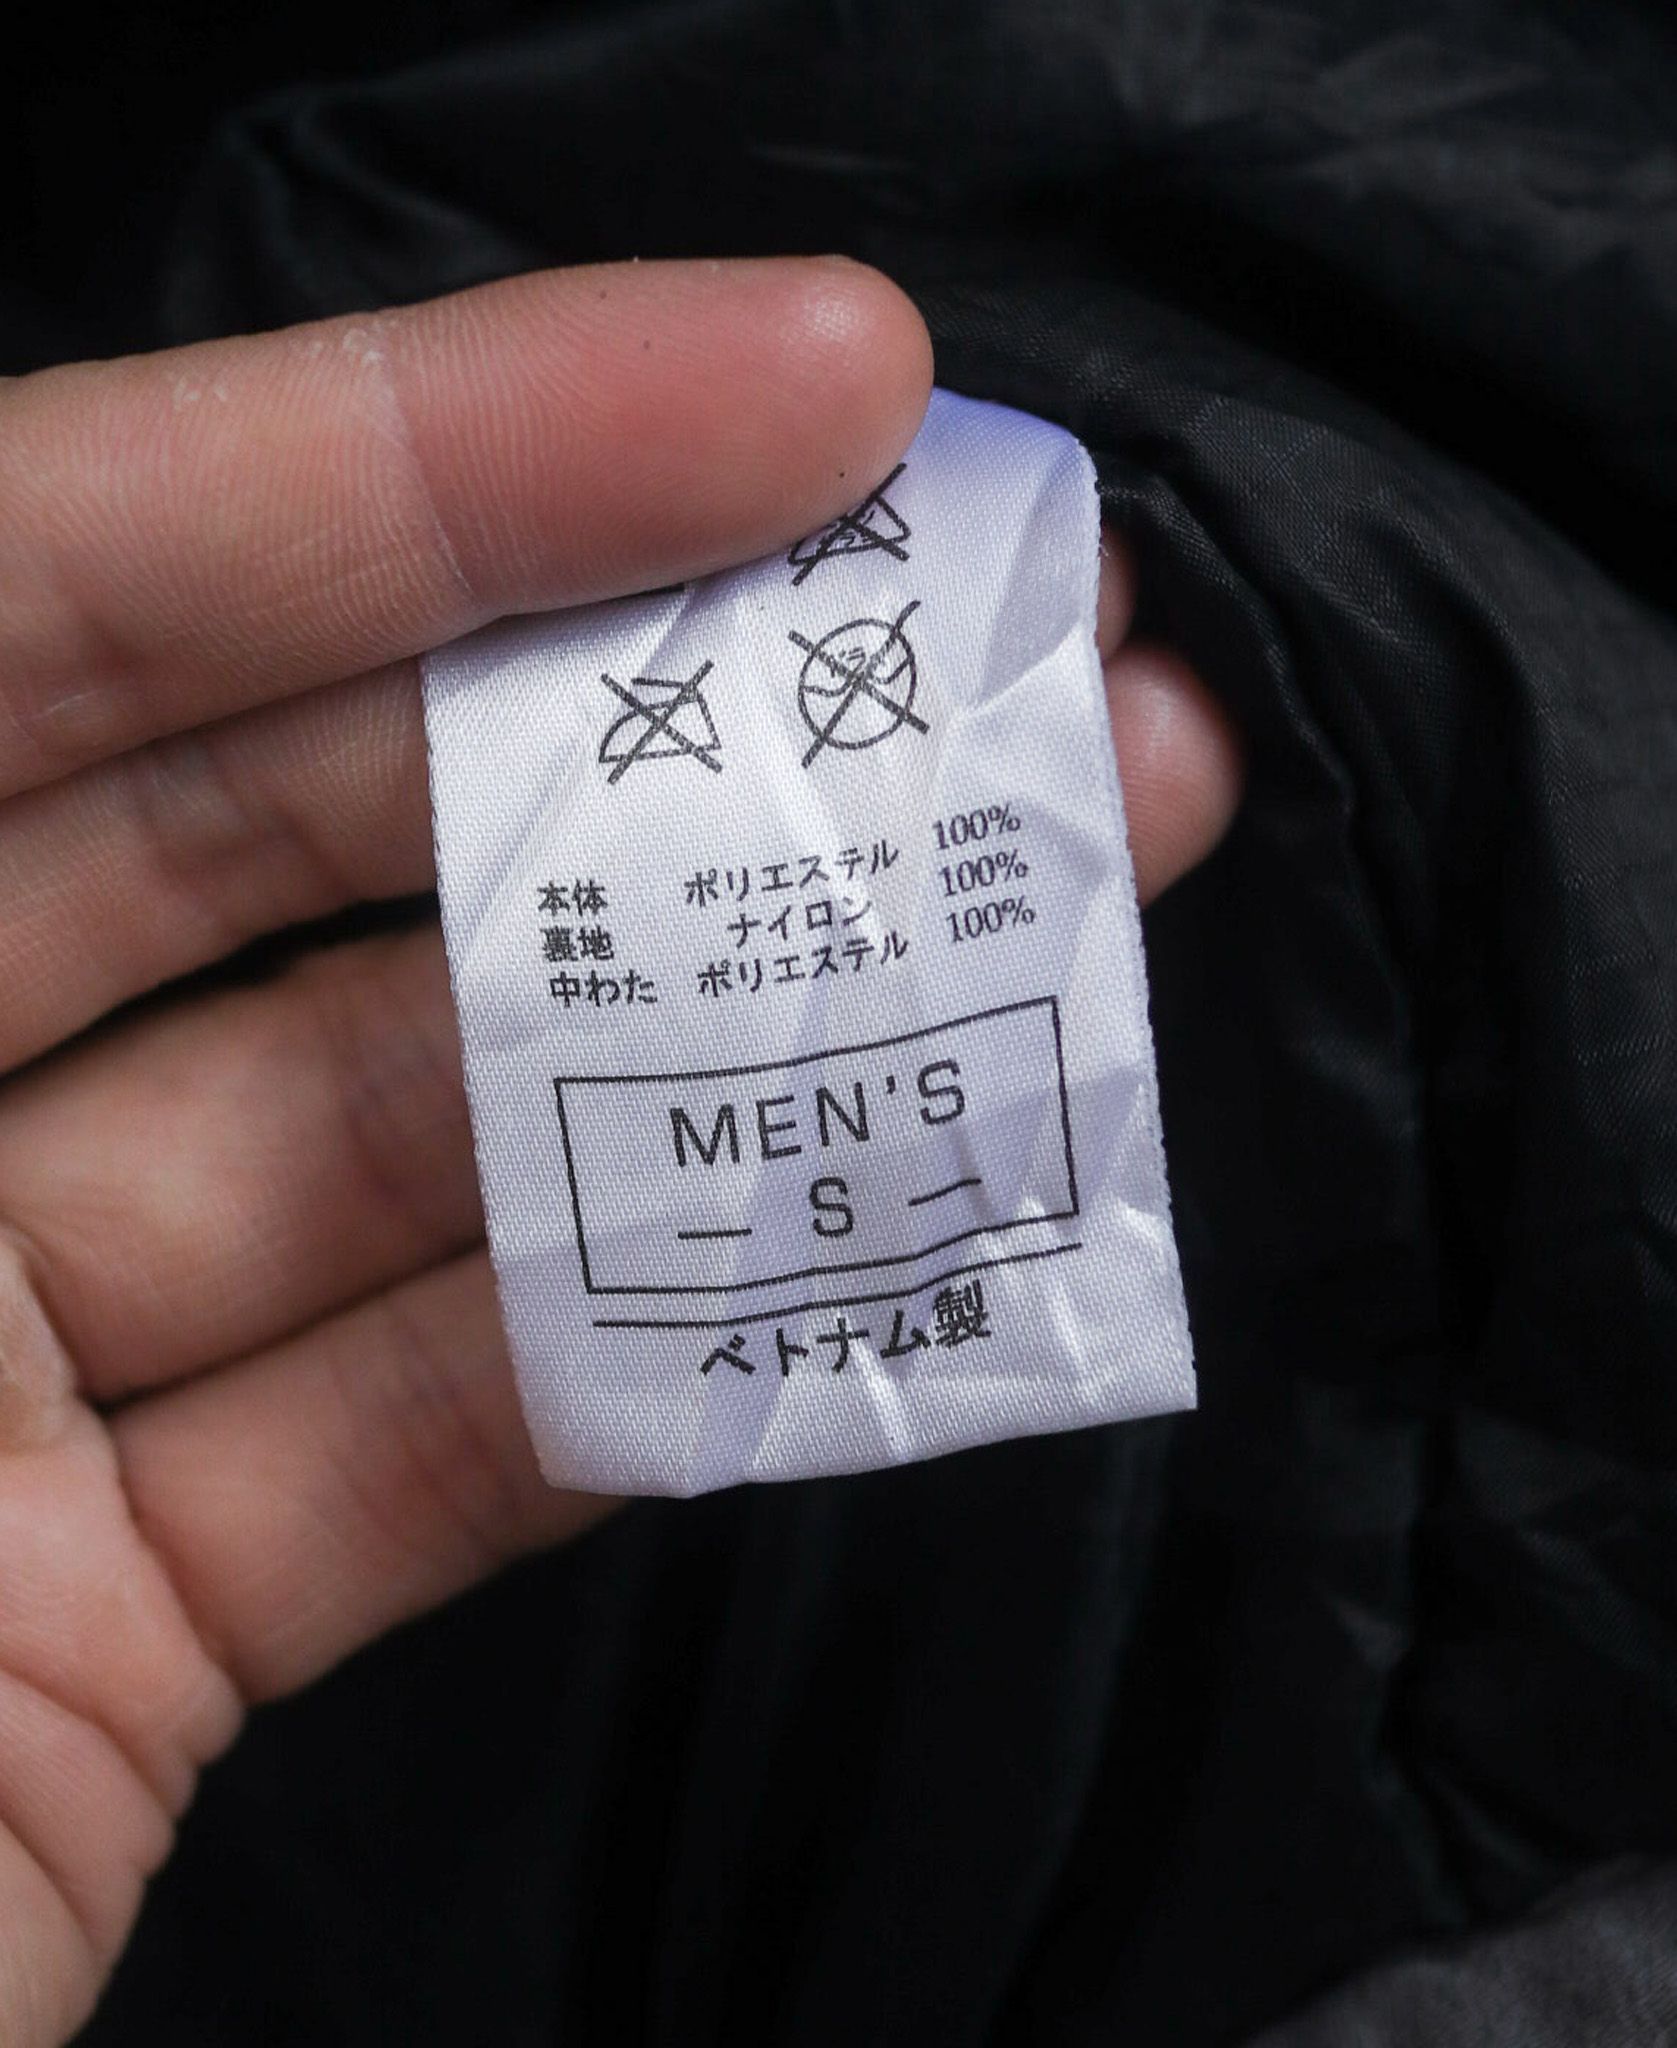 本体 ポリエステル 100%
裏地 ナイロン 100%
中わた ポリエステル 100%
MEN'S
— S —
ベトナム製